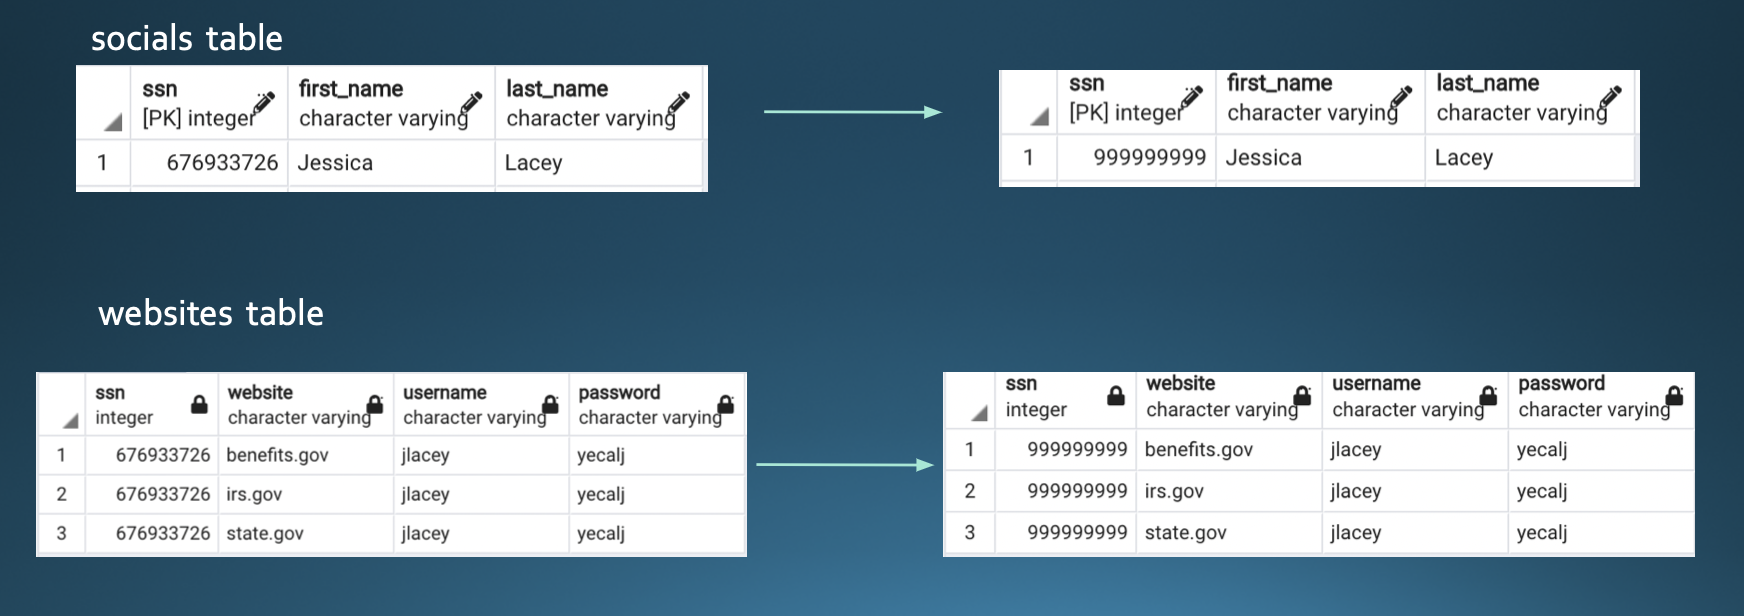 socials table
ssn first_name last_name
[PK] integer character varying character varying
1 676933726 Jessica Lacey
ssn first_name last_name
[PK] integer character varying character varying
1 999999999 Jessica Lacey
websites table
ssn website username password
integer character varying character varying character varying
1 676933726 benefits.gov jlacey yecalj
2 676933726 irs.gov jlacey yecalj
3 676933726 state.gov jlacey yecalj
ssn website username password
integer character varying character varying character varying
1 999999999 benefits.gov jlacey yecalj
2 999999999 irs.gov jlacey yecalj
3 999999999 state.gov jlacey yecalj